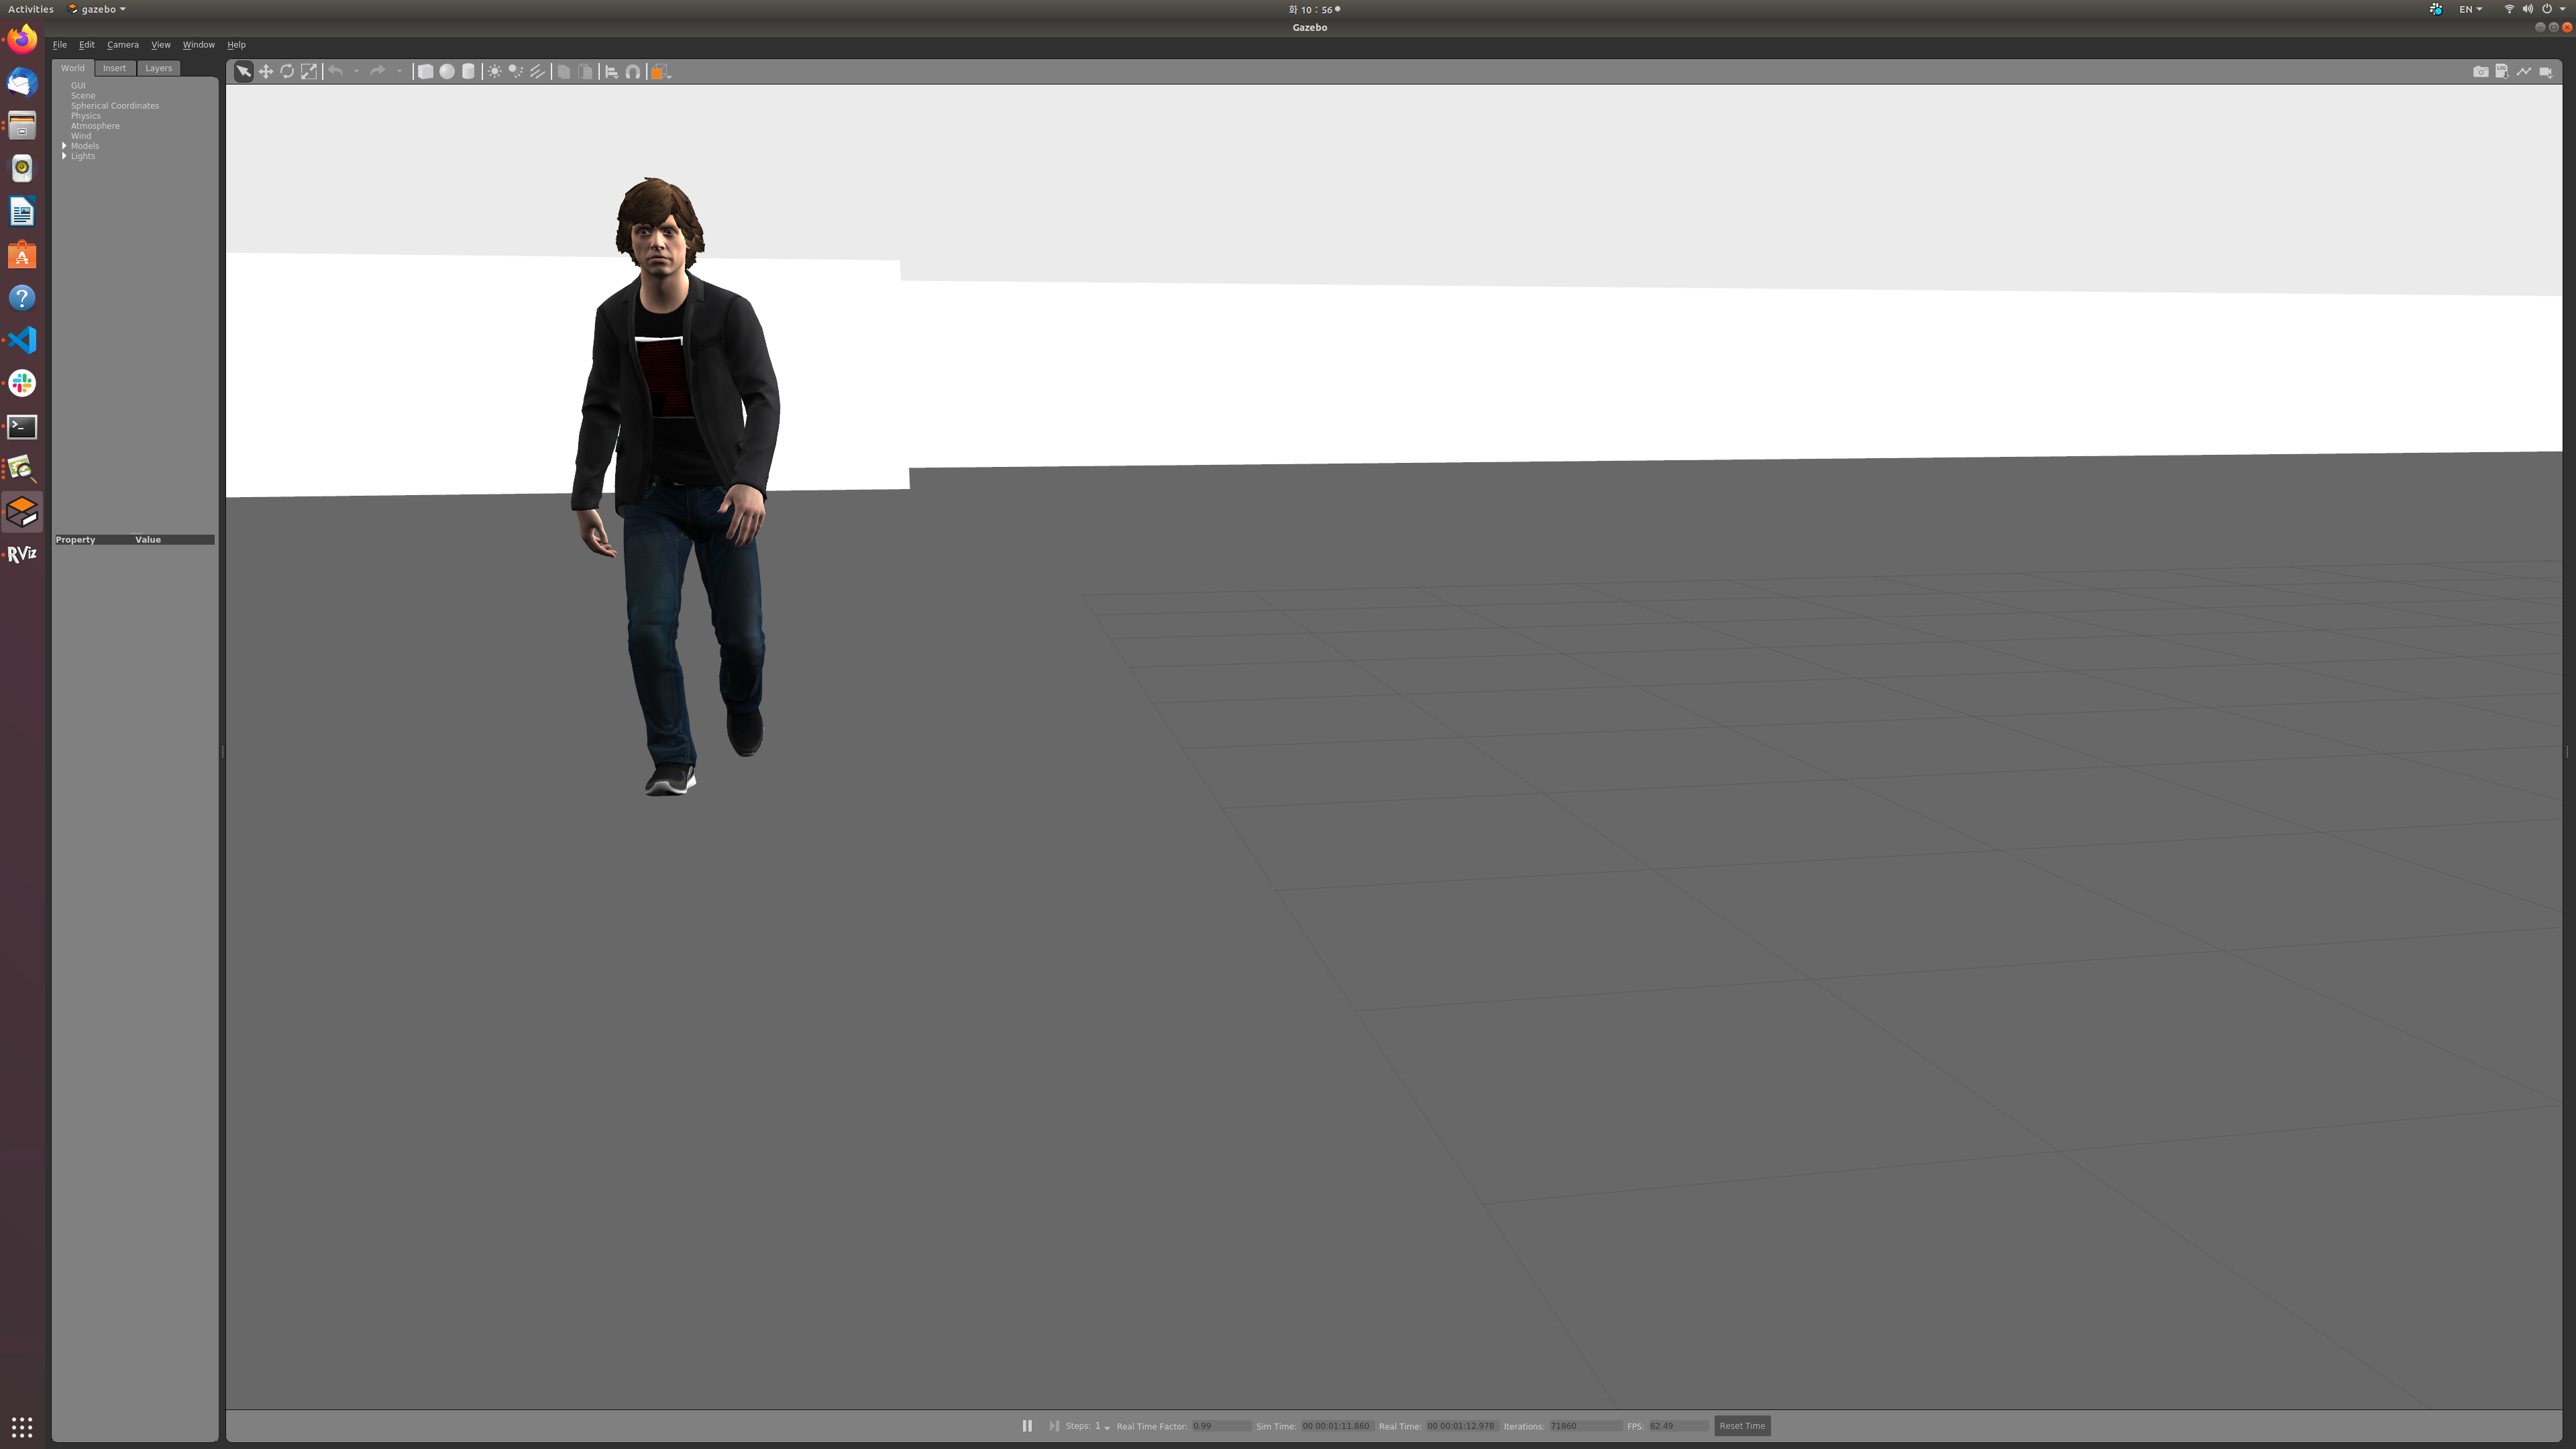 Activities gazebo 화 10 : 56 EN
Gazebo
File Edit Camera View Window Help
World Insert Layers
GUI
Scene
Spherical Coordinates
Physics
Atmosphere
Wind
Models
Lights
Property Value
RViz
Steps: 1 Real Time Factor: 0.99 Sim Time: 00 00:01:11.860 Real Time: 00 00:01:12.978 Iterations: 71860 FPS: 62.49 Reset Time